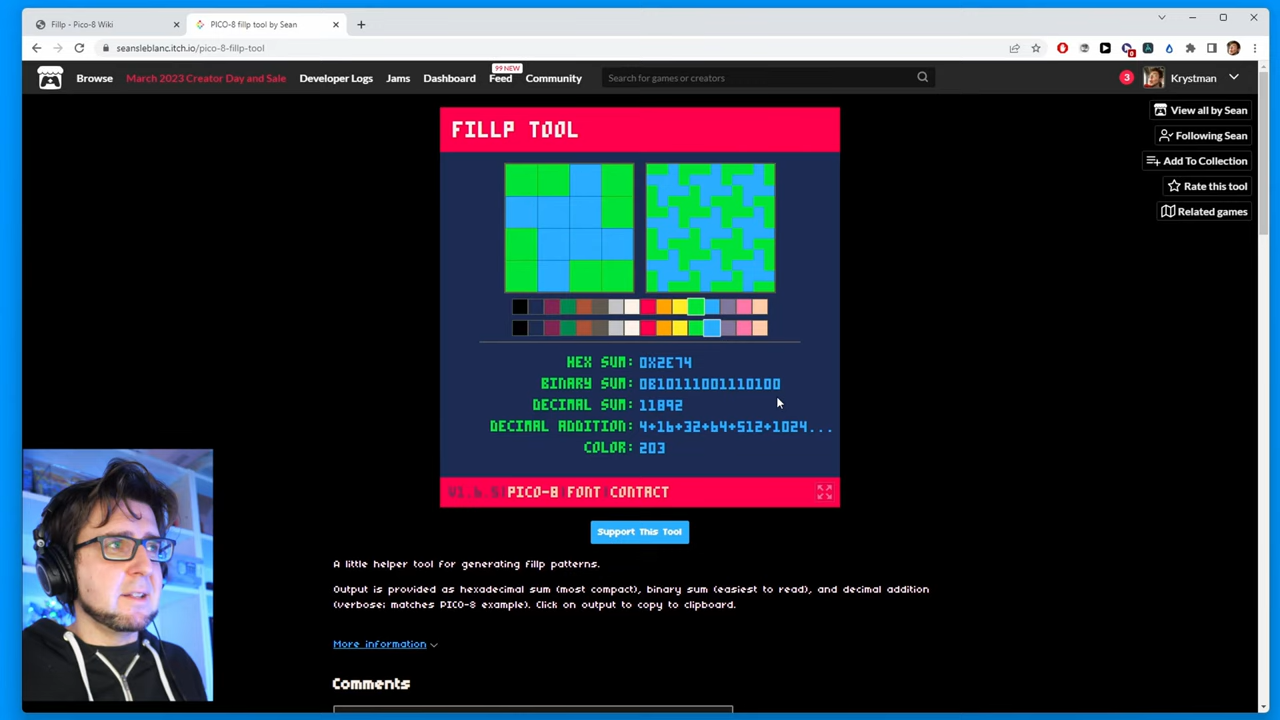 Fillp - Pico-8 Wiki
PICO-8 fillp tool by Sean
seansleblanc.itch.io/pico-8-fillp-tool
Browse
March 2023 Creator Day and Sale
Developer Logs
Jams
Dashboard
99 NEW
Feed
Community
Search for games or creators
3
Krystman
View all by Sean
Following Sean
Add To Collection
Rate this tool
Related games
FILLP TOOL
HEX SUM: 0X2E74
BINARY SUM: 0B10111001110100
DECIMAL SUM: 11892
DECIMAL ADDITION: 4+16+32+64+512+1024...
COLOR: 203
V1.6.5|PICO-8|FONT|CONTACT
Support This Tool
A little helper tool for generating fillp patterns.
Output is provided as hexadecimal sum (most compact), binary sum (easiest to read), and decimal addition
(verbose; matches PICO-8 example). Click on output to copy to clipboard.
More information
Comments